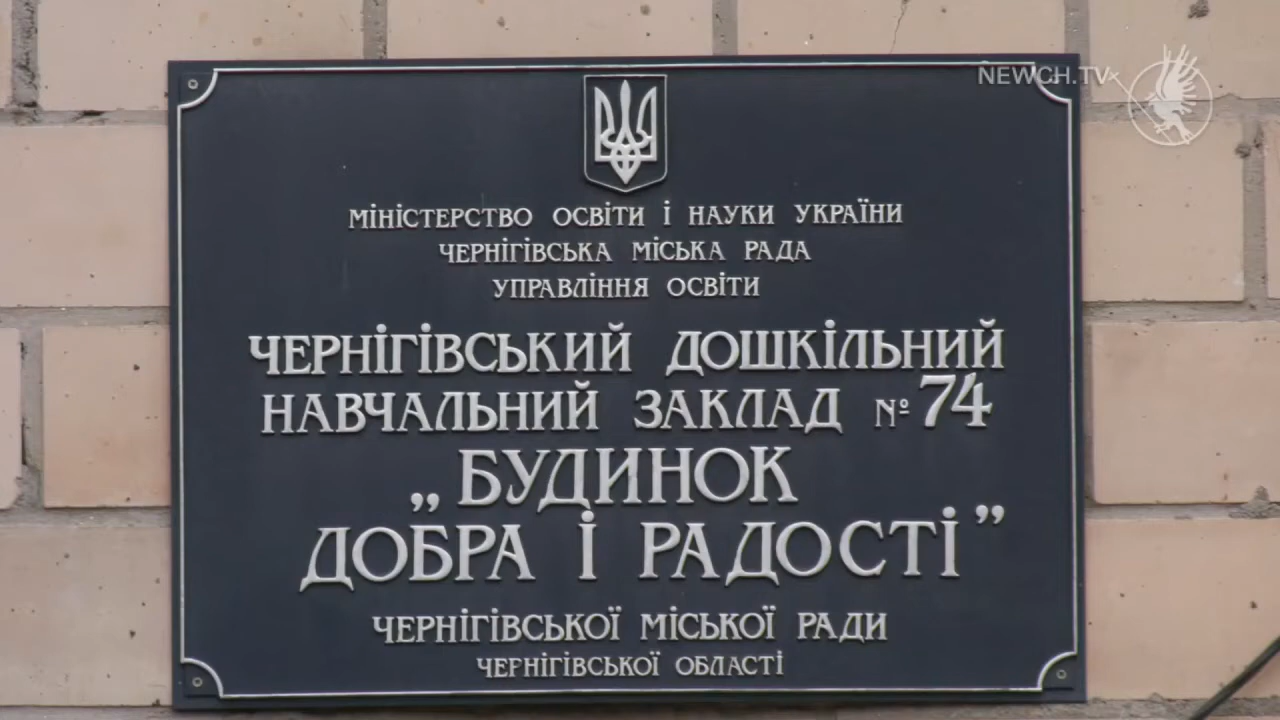 NEWCH.TV
МІНІСТЕРСТВО ОСВІТИ І НАУКИ УКРАЇНИ
ЧЕРНІГІВСЬКА МІСЬКА РАДА
УПРАВЛІННЯ ОСВІТИ
ЧЕРНІГІВСЬКИЙ ДОШКІЛЬНИЙ
НАВЧАЛЬНИЙ ЗАКЛАД № 74
„БУДИНОК
ДОБРА І РАДОСТІ”
ЧЕРНІГІВСЬКОЇ МІСЬКОЇ РАДИ
ЧЕРНІГІВСЬКОЇ ОБЛАСТІ